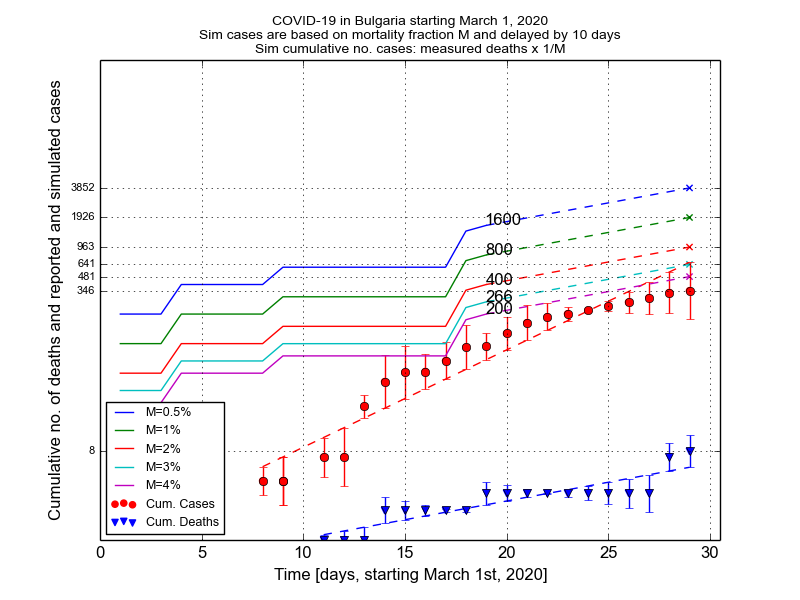 COVID-19 in Bulgaria starting March 1, 2020
Sim cases are based on mortality fraction M and delayed by 10 days
Sim cumulative no. cases: measured deaths x 1/M
Cumulative no. of deaths and reported and simulated cases
3852
1926
963
641
481
346
8
1600
800
400
266
200
M=0.5%
M=1%
M=2%
M=3%
M=4%
Cum. Cases
Cum. Deaths
0 5 10 15 20 25 30
Time [days, starting March 1st, 2020]